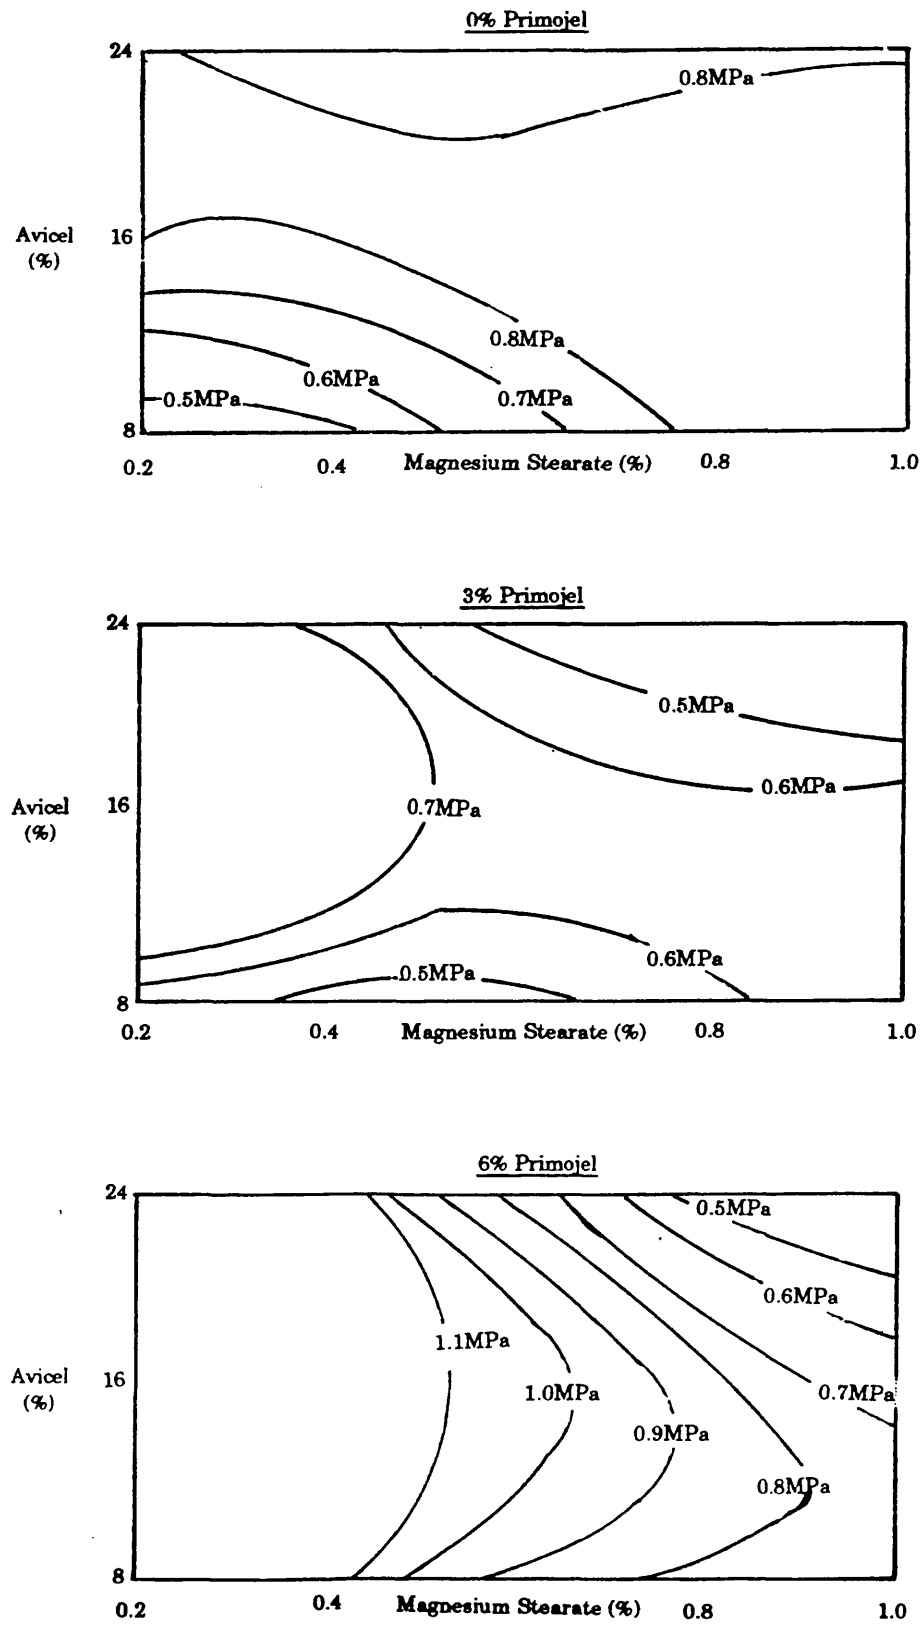 0% Primojel
24
0.8MPa
Avicel
(%)
16
0.8MPa
0.6MPa
0.5MPa
0.7MPa
8
0.2
0.4
Magnesium Stearate (%)
0.8
1.0
3% Primojel
24
0.5MPa
0.6MPa
Avicel
(%)
16
0.7MPa
0.6MPa
0.5MPa
8
0.2
0.4
Magnesium Stearate (%)
0.8
1.0
6% Primojel
24
0.5MPa
0.6MPa
1.1MPa
Avicel
(%)
16
1.0MPa
0.7MPa
0.9MPa
0.8MPa
8
0.2
0.4
Magnesium Stearate (%)
0.8
1.0